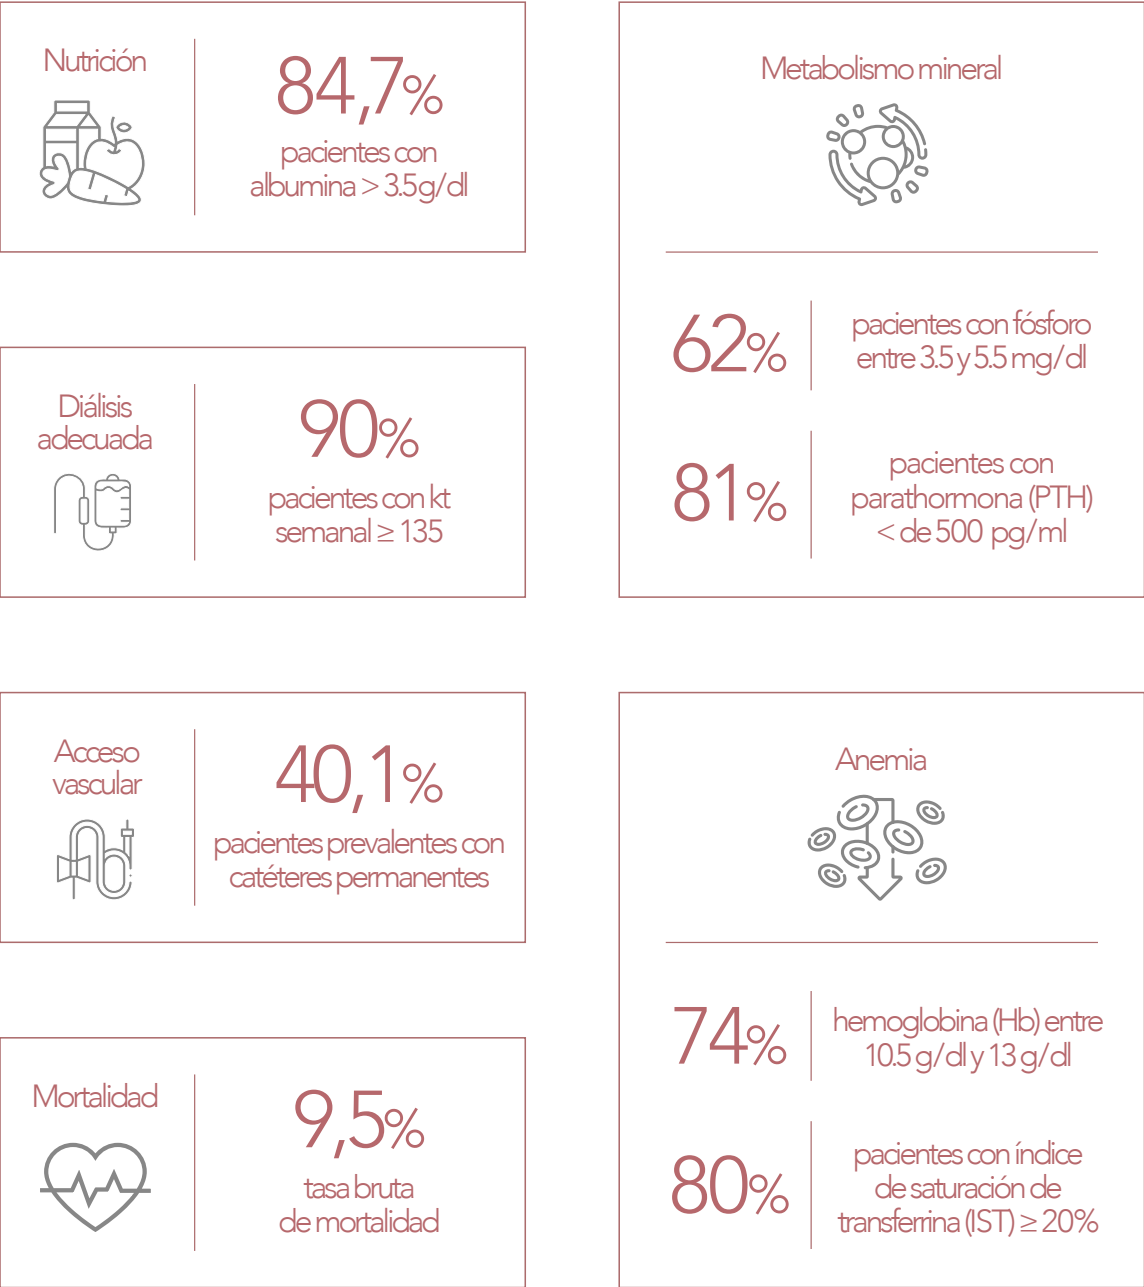 Nutrición
84,7%
pacientes con
albumina > 3.5g/dl
Diálisis
adecuada
90%
pacientes con kt
semanal ≥ 135
Acceso
vascular
40,1%
pacientes prevalentes con
catéteres permanentes
Mortalidad
9,5%
tasa bruta
de mortalidad
Metabolismo mineral
62%
pacientes con fósforo
entre 3.5 y 5.5 mg/dl
81%
pacientes con
parathormona (PTH)
< de 500 pg/ml
Anemia
74%
hemoglobina (Hb) entre
10.5 g/dl y 13 g/dl
80%
pacientes con índice
de saturación de
transferrina (IST) ≥ 20%